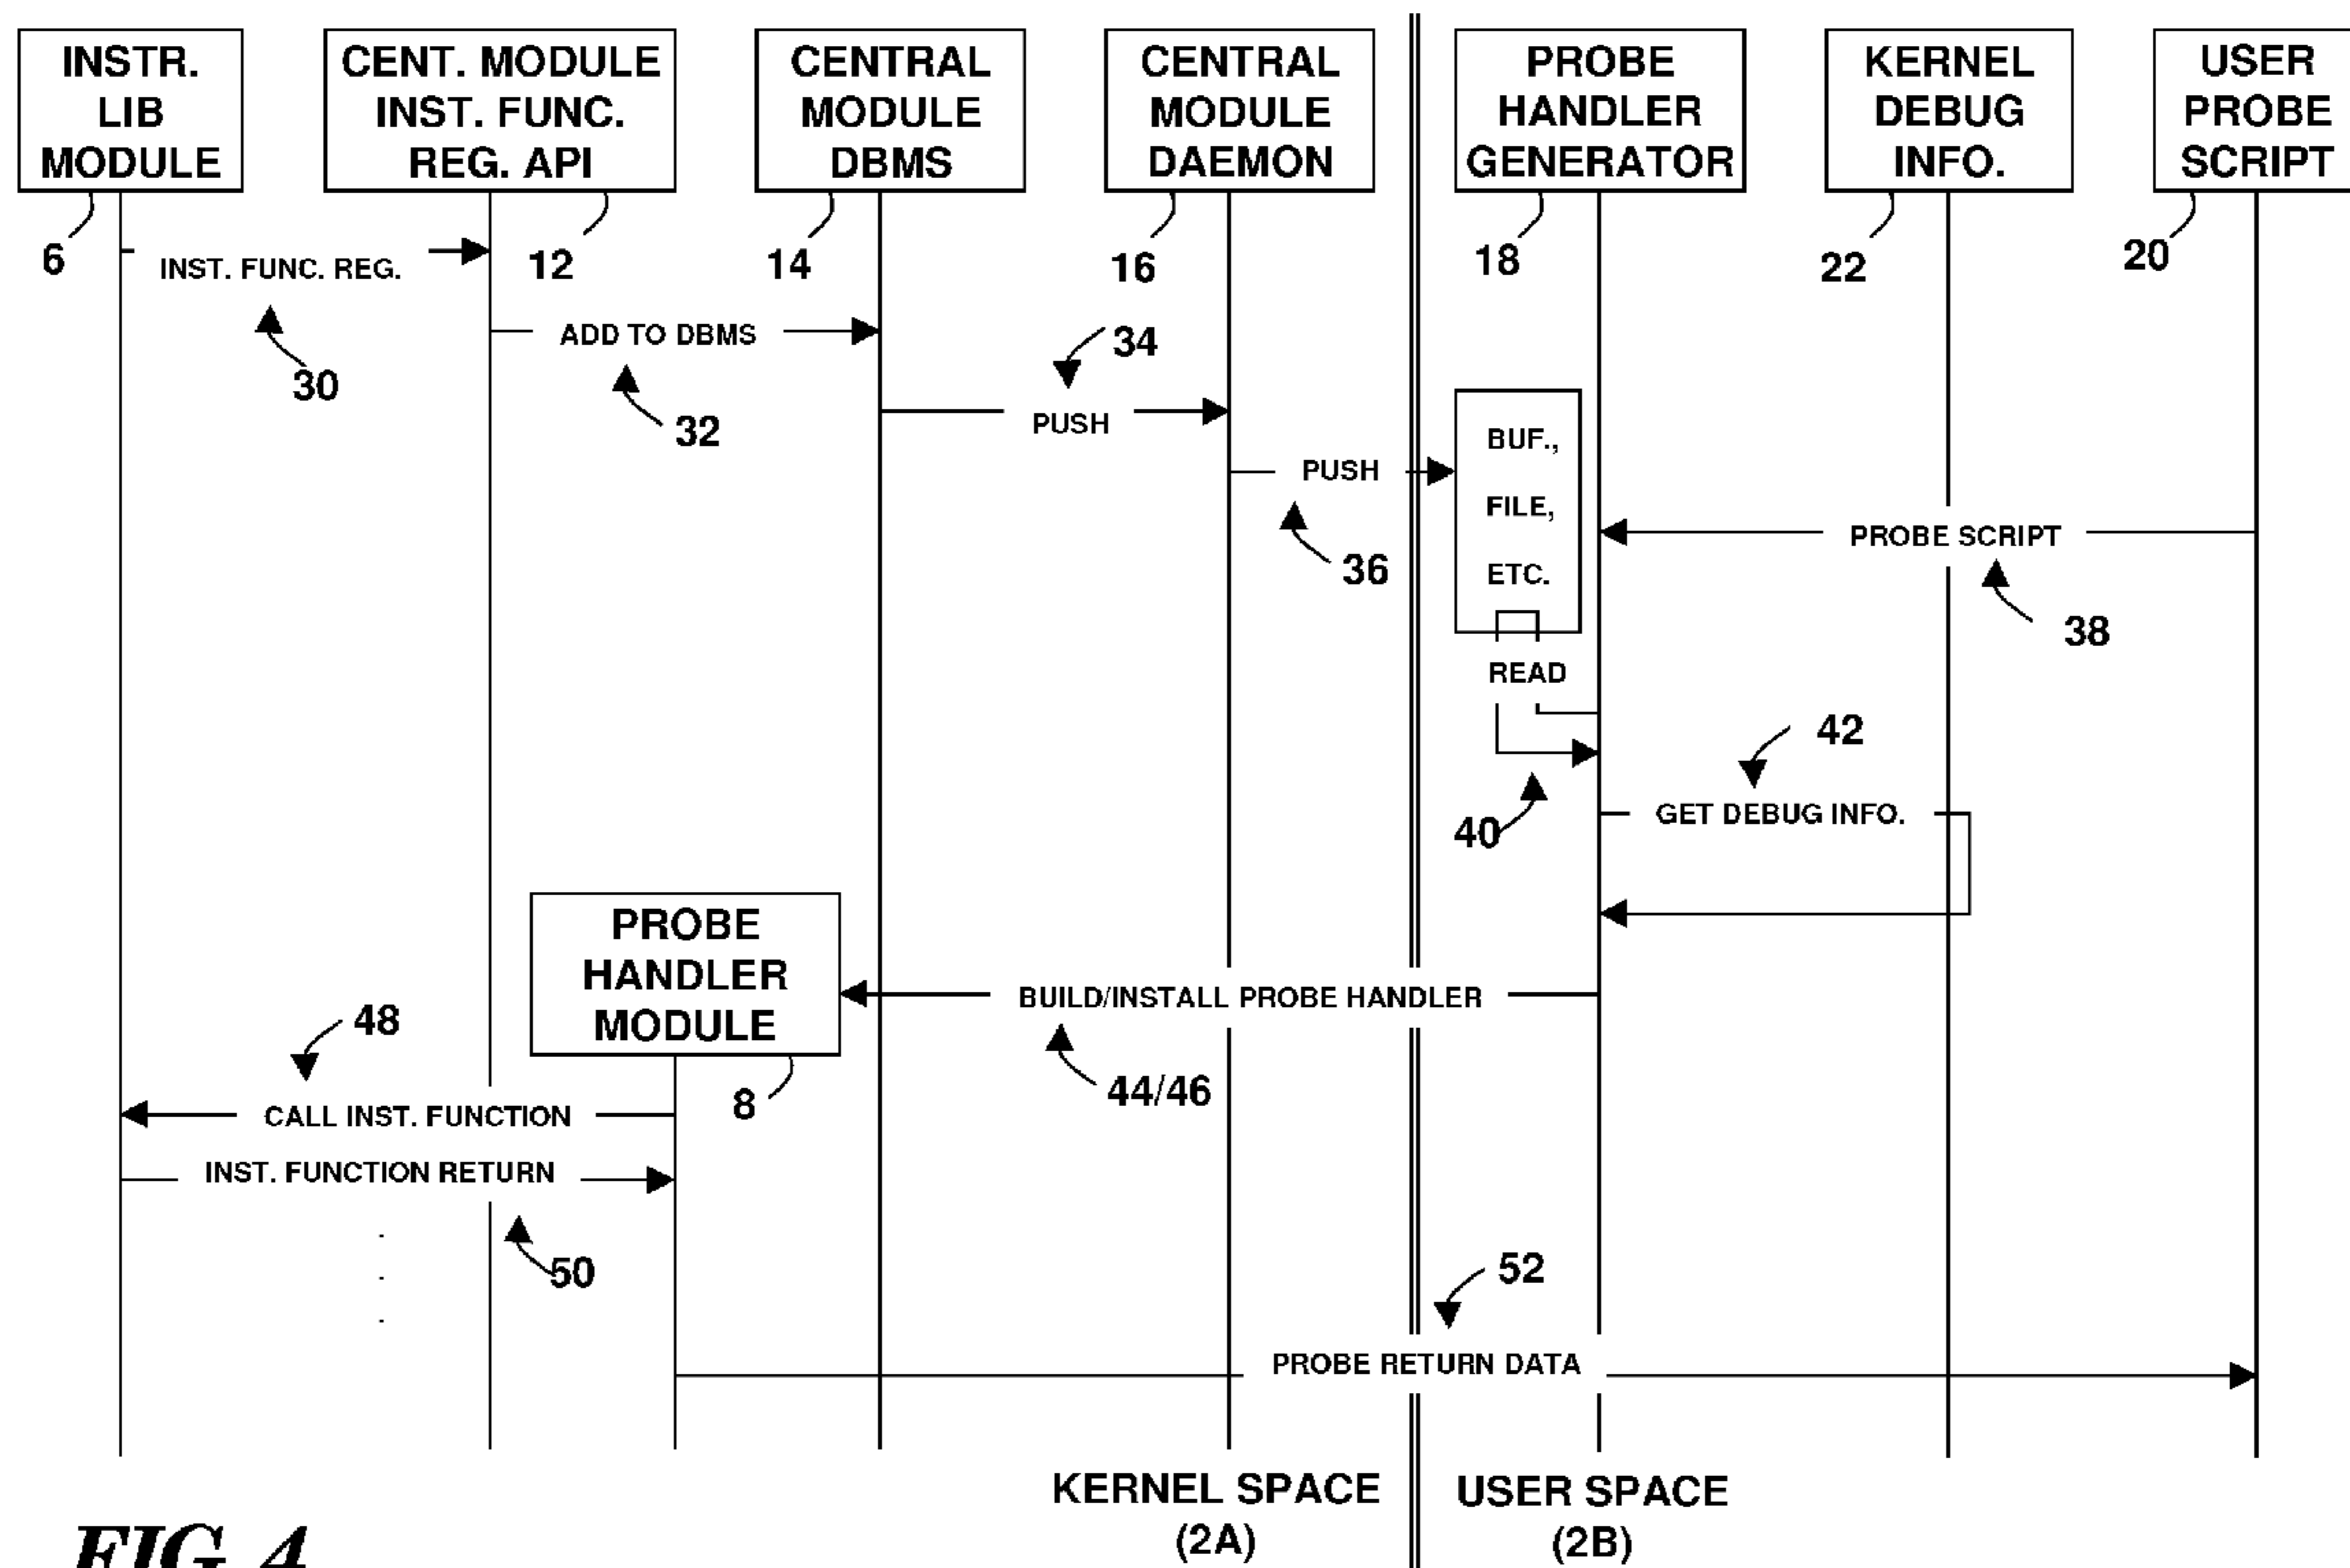 INSTR.
LIB
MODULE
CENT. MODULE
INST. FUNC.
REG. API
CENTRAL
MODULE
DBMS
CENTRAL
MODULE
DAEMON
PROBE
HANDLER
GENERATOR
KERNEL
DEBUG
INFO.
USER
PROBE
SCRIPT
6
12
14
16
18
22
20
INST. FUNC. REG.
30
ADD TO DBMS
32
34
PUSH
PUSH
36
BUF.,
FILE,
ETC.
PROBE SCRIPT
38
READ
40
42
GET DEBUG INFO.
PROBE
HANDLER
MODULE
8
BUILD/INSTALL PROBE HANDLER
44/46
48
CALL INST. FUNCTION
INST. FUNCTION RETURN
50
52
PROBE RETURN DATA
KERNEL SPACE
(2A)
USER SPACE
(2B)
FIG. 4